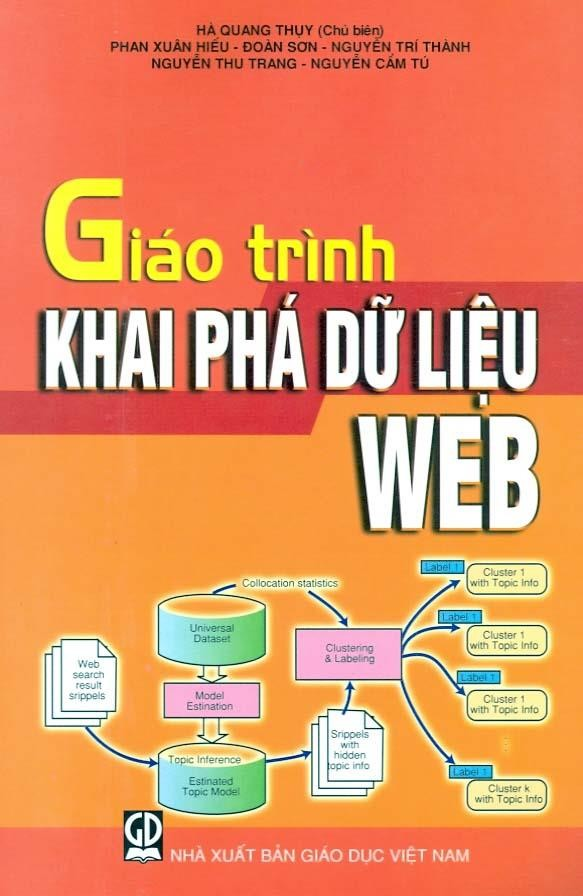 HÀ QUANG THỤY (Chủ biên)
PHAN XUÂN HIẾU - ĐOÀN SƠN - NGUYỄN TRÍ THÀNH
NGUYỄN THU TRANG - NGUYỄN CẨM TÚ
Giáo trình
KHAI PHÁ DỮ LIỆU
WEB
Collocation statistics
Label 1
Cluster 1
with Topic Info
Universal
Dataset
Label 1
Clustering
& Labeling
Cluster 1
with Topic Info
Web
search
result
srippels
Model
Estination
Label 1
Cluster 1
with Topic Info
Srippels
with
hidden
topic info
Topic Inference
Estinated
Topic Model
Label 1
Cluster k
with Topic Info
GD
NHÀ XUẤT BẢN GIÁO DỤC VIỆT NAM